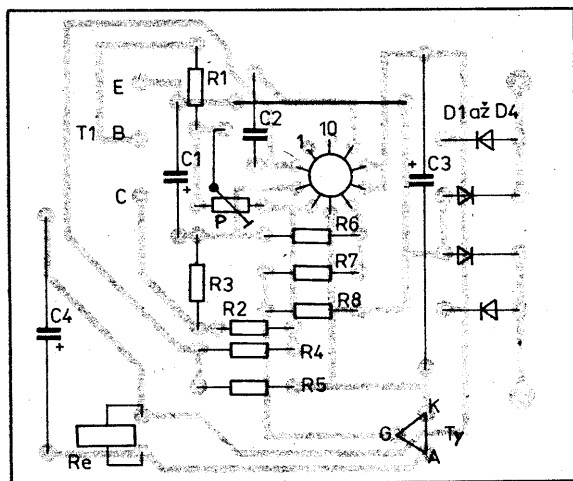 R1
E
D1 až D4
T1 B
C2
1 10
C1
+
C3
+
C
P
R6
R7
R3
R8
C4
R2
+
R4
R5
K
G
Ty
A
Re